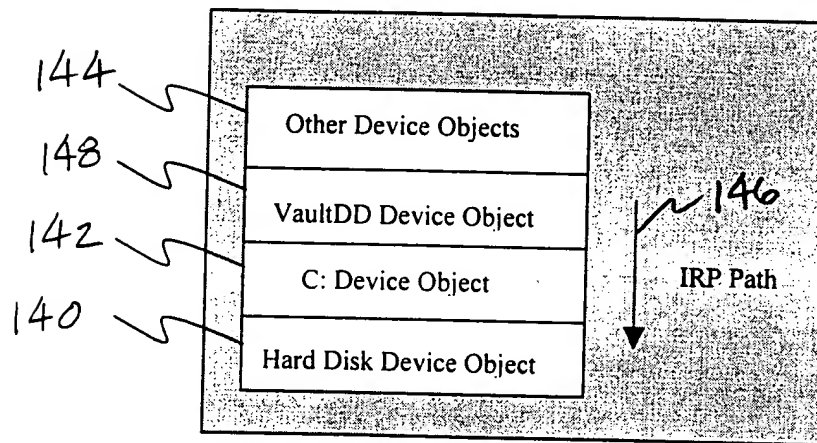 144
Other Device Objects
148
VaultDD Device Object
146
142
C: Device Object
IRP Path
140
Hard Disk Device Object